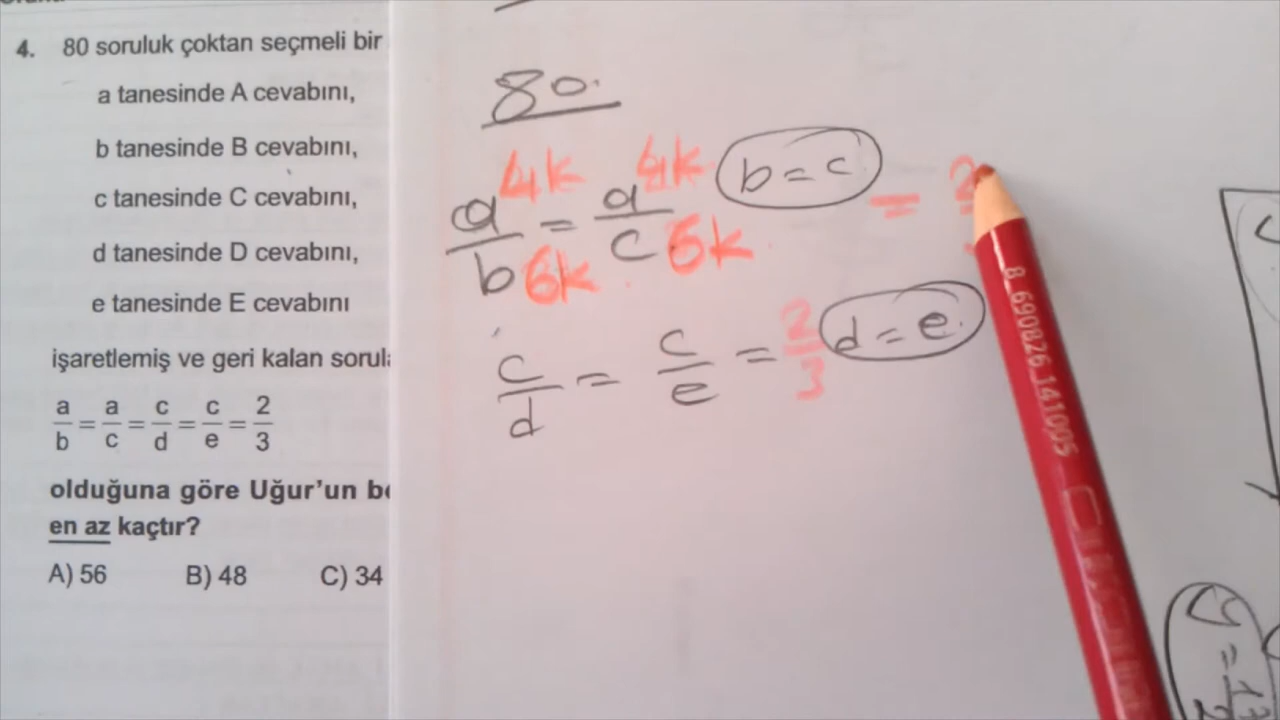 4. 80 soruluk çoktan seçmeli bir
a tanesinde A cevabını,
b tanesinde B cevabını,
c tanesinde C cevabını,
d tanesinde D cevabını,
e tanesinde E cevabını
işaretlemiş ve geri kalan
a/b = a/c = c/d = c/e = 2/3
olduğuna göre Uğur'un
en az kaçtır?
A) 56 B) 48 C) 34
80.
a/b = a/c b = c =
4k 4k
6k 6k
c/d = c/e = 2/3 d = e
8 690826 141005